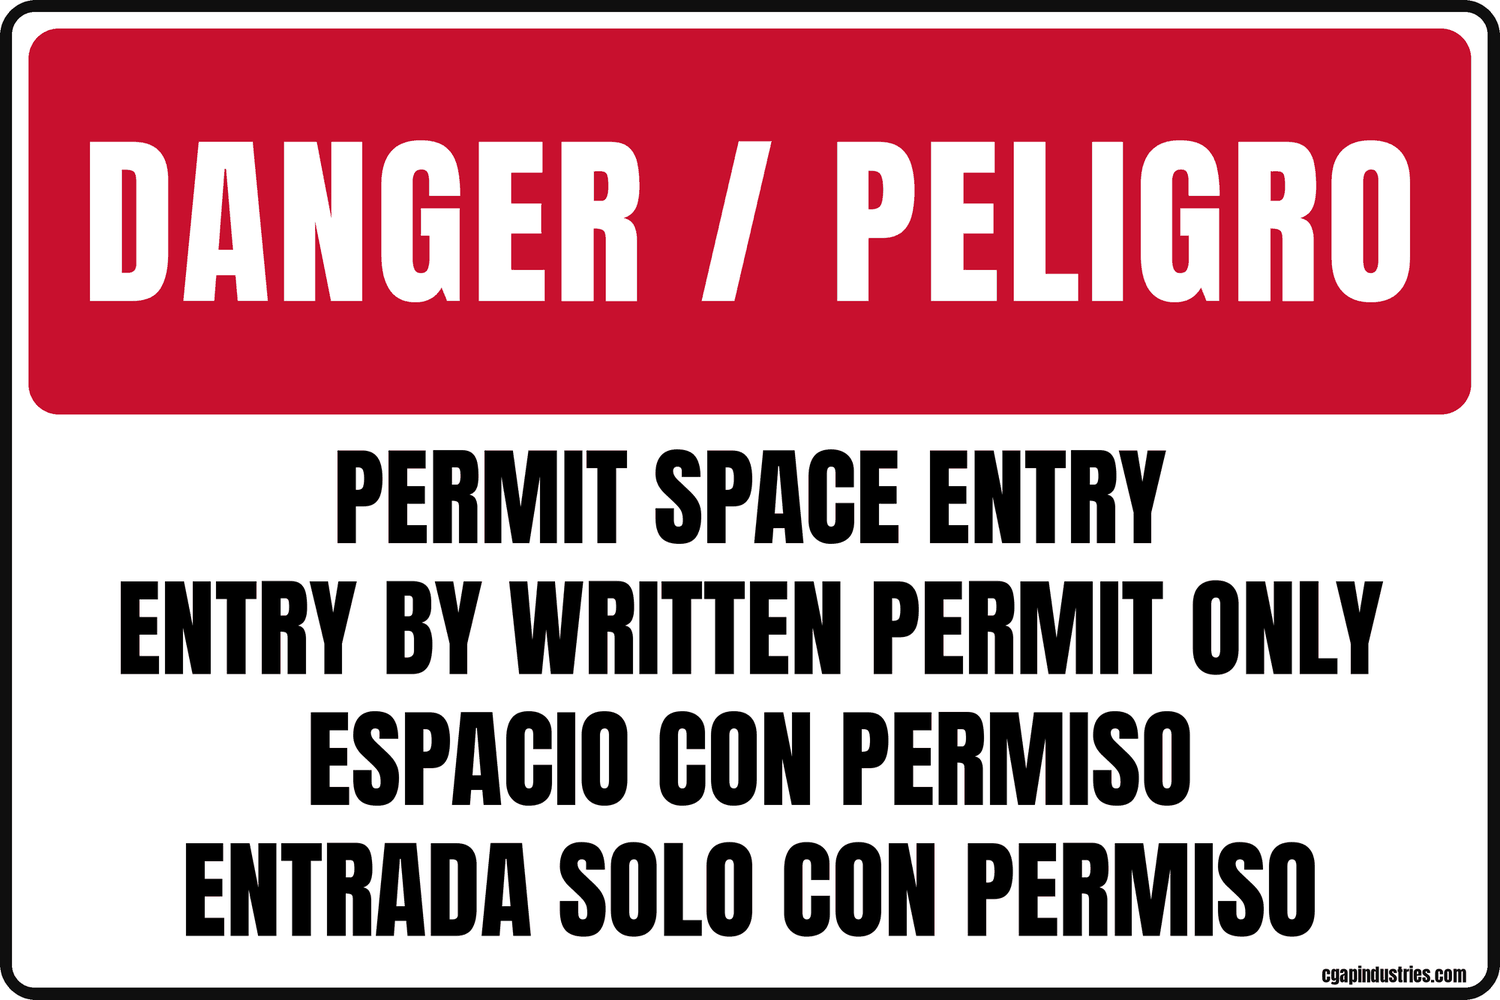 DANGER / PELIGRO
PERMIT SPACE ENTRY
ENTRY BY WRITTEN PERMIT ONLY
ESPACIO CON PERMISO
ENTRADA SOLO CON PERMISO
cgapindustries.com